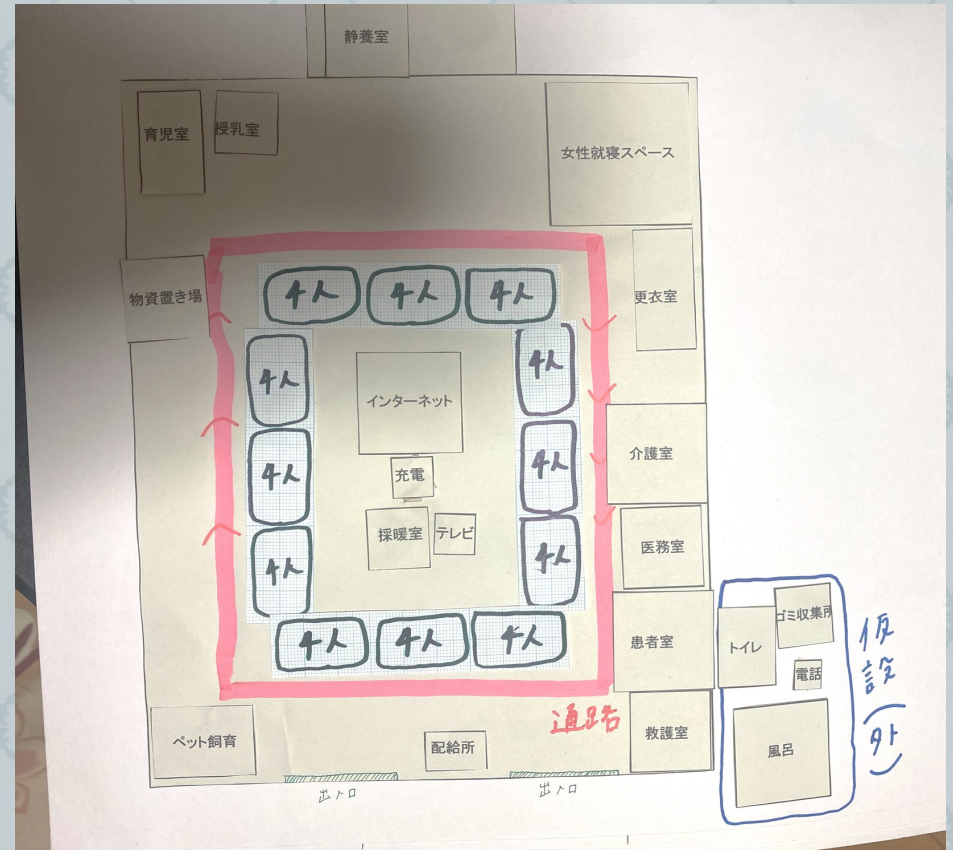 静養室
育児室
授乳室
女性就寝スペース
物資置き場
更衣室
4人
4人
4人
4人
4人
4人
4人
4人
4人
4人
4人
4人
インターネット
充電
採暖室
テレビ
介護室
医務室
患者室
救護室
トイレ
ゴミ収集所
電話
風呂
仮設(外)
通路
ペット飼育
配給所
出入口
出入口